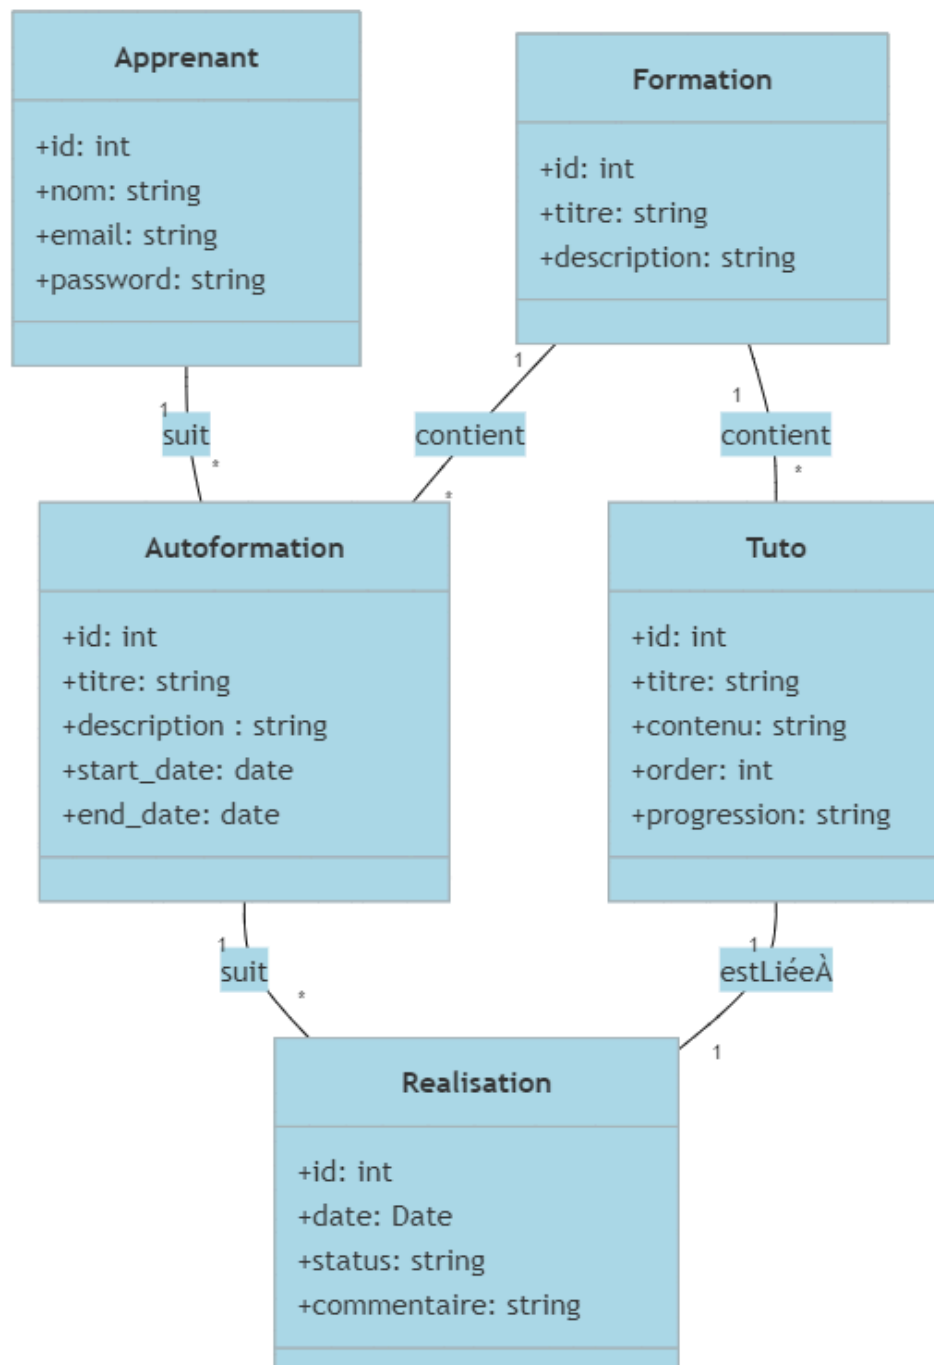 Apprenant
+id: int
+nom: string
+email: string
+password: string
Formation
+id: int
+titre: string
+description: string
1
suit
*
1
contient
*
1
contient
*
Autoformation
+id: int
+titre: string
+description : string
+start_date: date
+end_date: date
Tuto
+id: int
+titre: string
+contenu: string
+order: int
+progression: string
1
suit
*
1
estLiéeÀ
1
Realisation
+id: int
+date: Date
+status: string
+commentaire: string